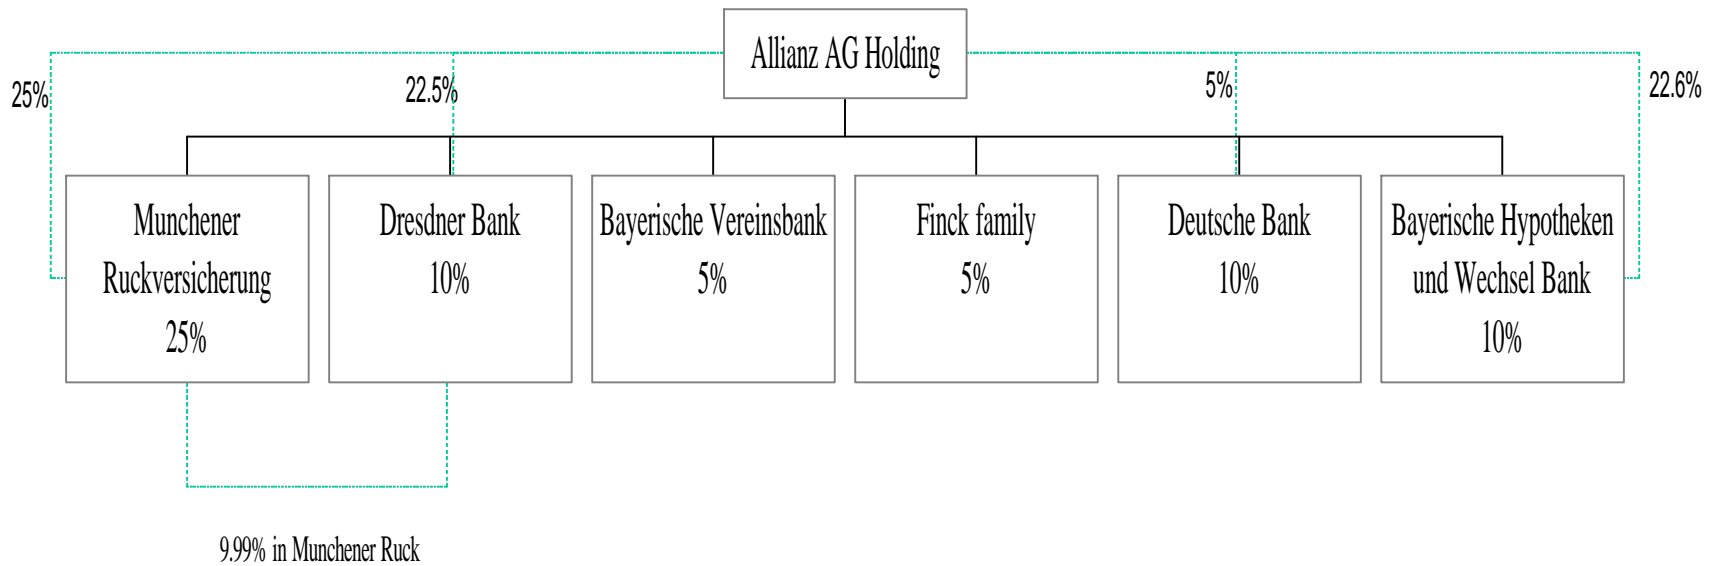 Allianz AG Holding
25%
22.5%
5%
22.6%
Munchener
Ruckversicherung
25%
Dresdner Bank
10%
Bayerische Vereinsbank
5%
Finck family
5%
Deutsche Bank
10%
Bayerische Hypotheken
und Wechsel Bank
10%
9.99% in Munchener Ruck